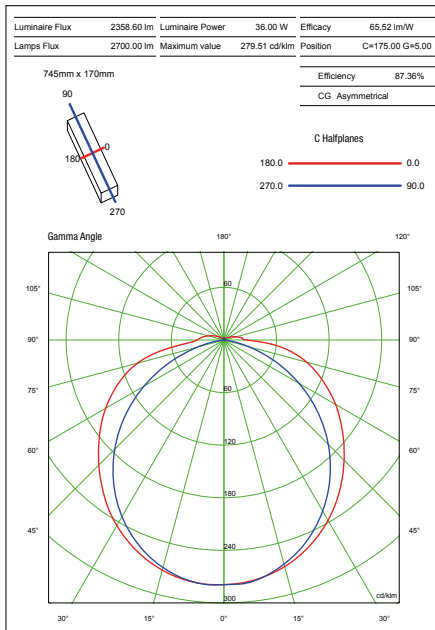 Luminaire Flux 2358.60 lm Luminaire Power 36.00 W Efficacy 65.52 lm/W
Lamps Flux 2700.00 lm Maximum value 279.51 cd/klm Position C=175.00 G=5.00
745mm x 170mm
Efficiency 87.36%
CG Asymmetrical
90
0
180
270
C Halfplanes
180.0 0.0
270.0 90.0
Gamma Angle
180° 120°
105° 105°
60
90° 90°
60
75° 75°
120
60° 60°
180
45° 45°
240
cd/klm
300
30° 15° 0° 15° 30°